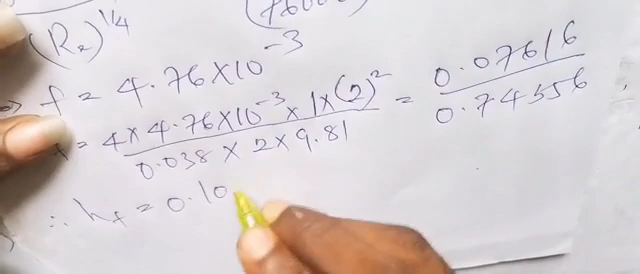 (Re)^1/4
(7600
⇒ f = 4.76×10^-3
= 4 × 4.76×10^-3 × 1 × (2)^2 / 0.038 × 2 × 9.81 = 0.07616 / 0.74556
∴ hf = 0.10